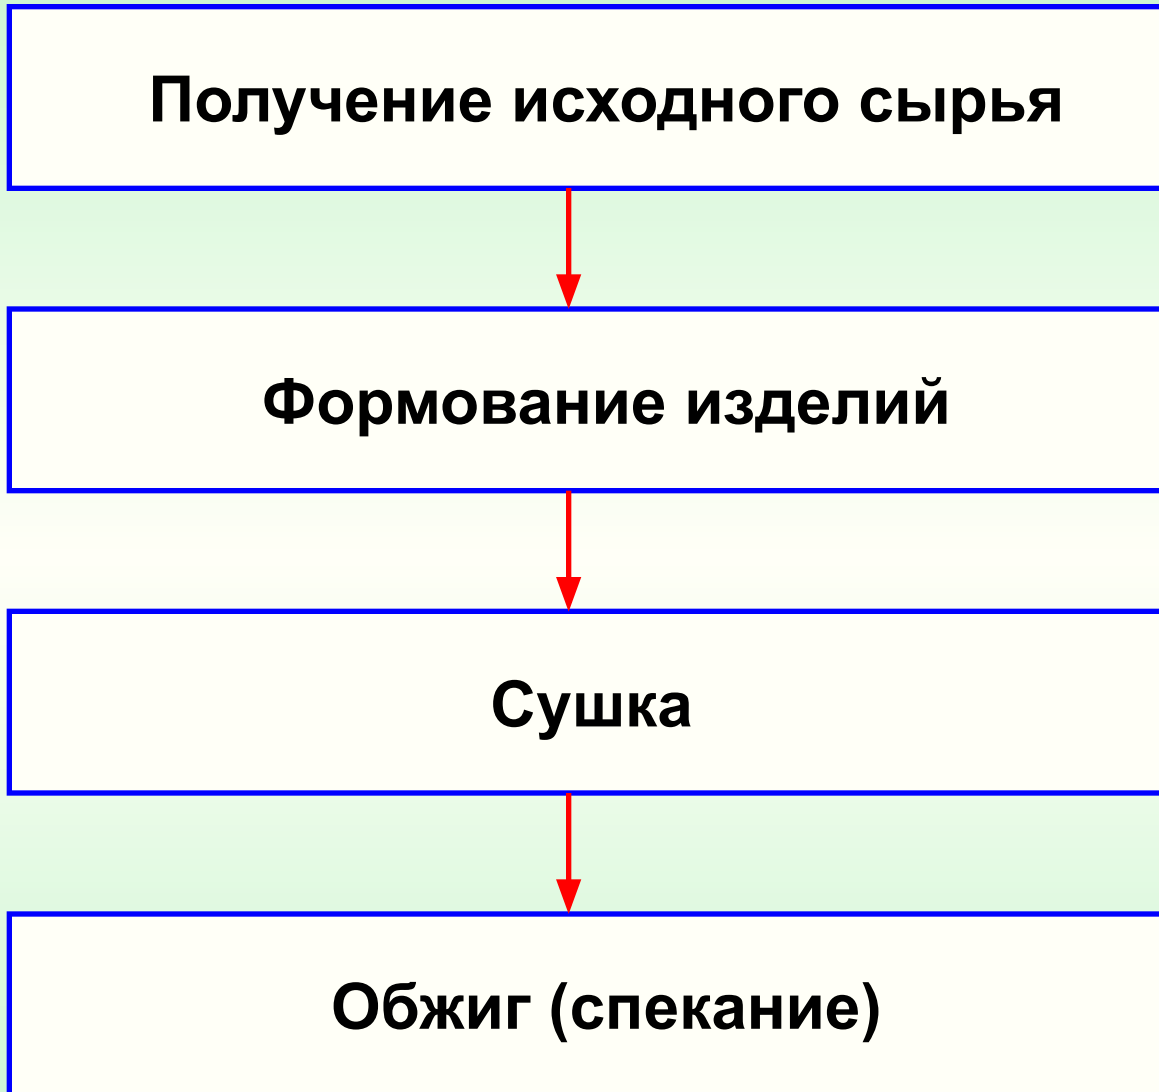 Получение исходного сырья
Формование изделий
Сушка
Обжиг (спекание)